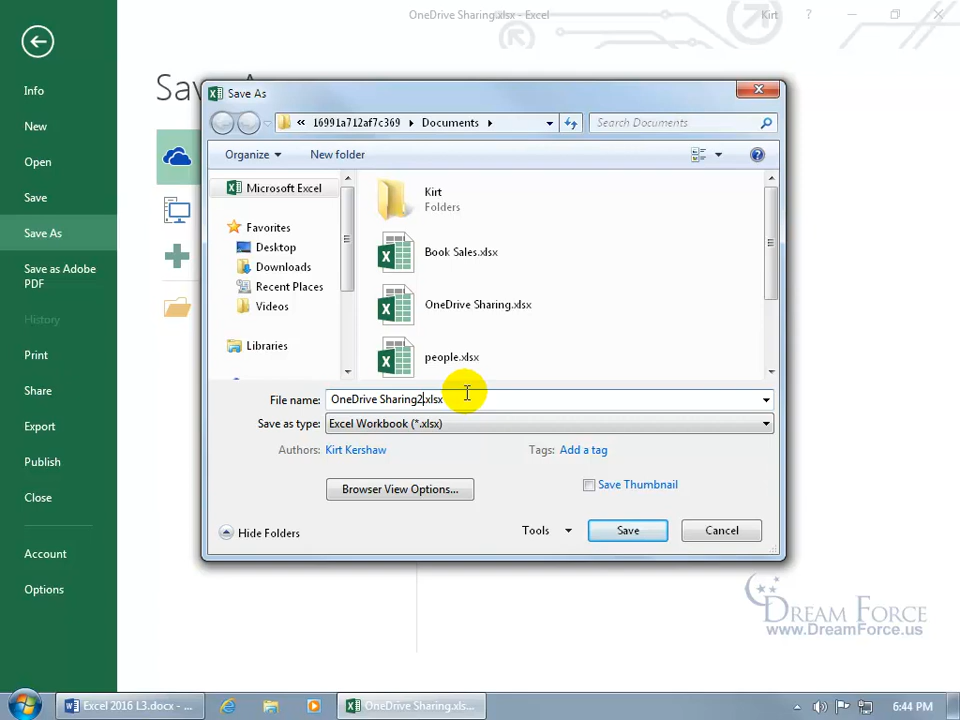 OneDrive Sharing.xlsx - Excel
Kirt
?
Info
New
Open
Save
Save As
Save as Adobe
PDF
History
Print
Share
Export
Publish
Close
Account
Options
Save As
« 16991a712af7c369 Documents
Search Documents
Organize
New folder
Microsoft Excel
Favorites
Desktop
Downloads
Recent Places
Videos
Libraries
Kirt
Folders
Book Sales.xlsx
OneDrive Sharing.xlsx
people.xlsx
File name: OneDrive Sharing2.xlsx
Save as type: Excel Workbook (*.xlsx)
Authors: Kirt Kershaw
Tags: Add a tag
Browser View Options...
Save Thumbnail
Hide Folders
Tools
Save
Cancel
DREAM FORCE
www.DreamForce.us
Excel 2016 L3.docx - ...
OneDrive Sharing.xls...
6:44 PM